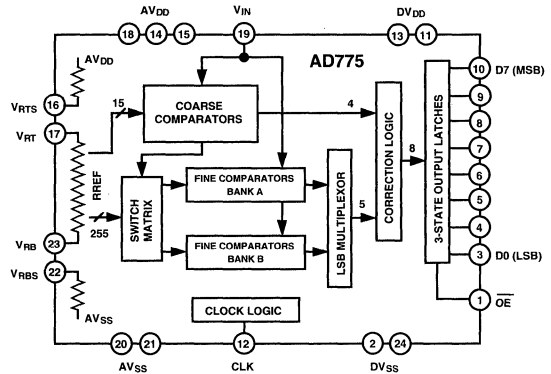 AVDD VIN DVDD
18 14 15 19 13 11
AVDD
AD775
10 D7 (MSB)
VRTS 16
15
COARSE
COMPARATORS
4
CORRECTION LOGIC
8
3-STATE OUTPUT LATCHES
9
8
7
6
5
4
3 D0 (LSB)
VRT 17
RREF
255
SWITCH
MATRIX
FINE COMPARATORS
BANK A
FINE COMPARATORS
BANK B
LSB MULTIPLEXOR
5
VRB 23
VRBS 22
AVSS
CLOCK LOGIC
1 OE
20 21 12 2 24
AVSS CLK DVSS